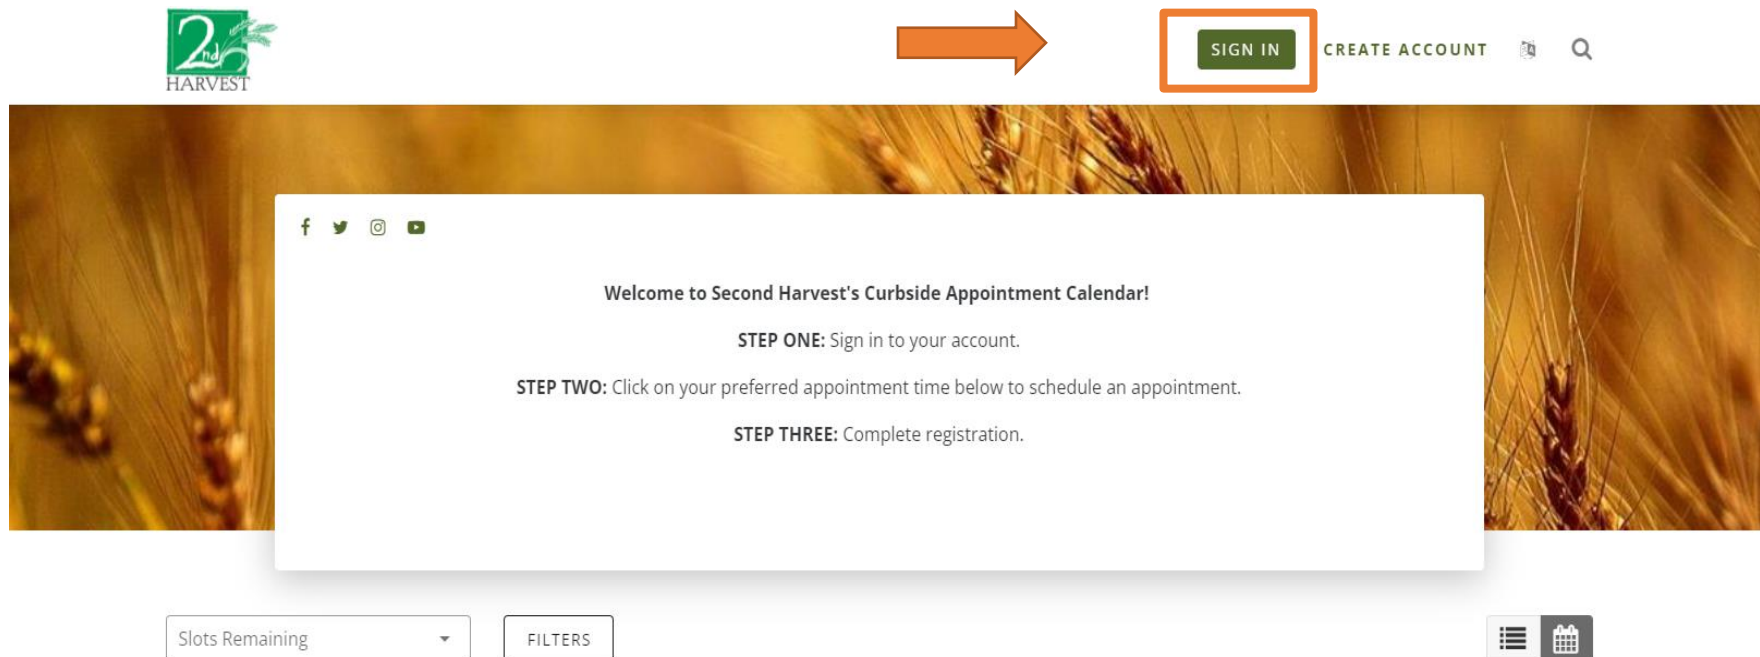 2nd
HARVEST
SIGN IN
CREATE ACCOUNT
Welcome to Second Harvest's Curbside Appointment Calendar!
STEP ONE: Sign in to your account.
STEP TWO: Click on your preferred appointment time below to schedule an appointment.
STEP THREE: Complete registration.
Slots Remaining
FILTERS